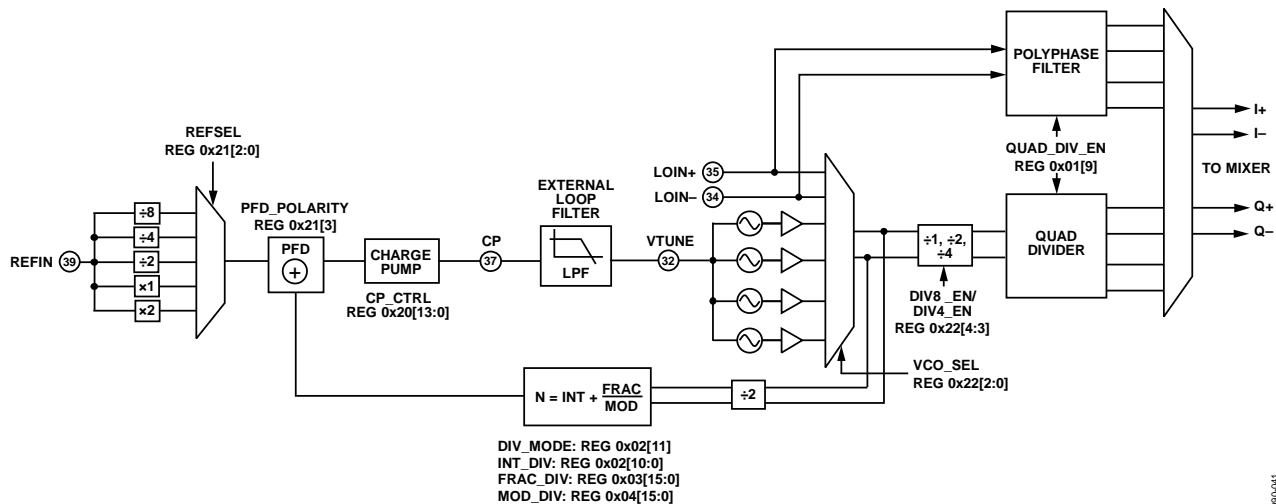 POLYPHASE
FILTER
REFSEL
REG 0x21[2:0]
QUAD_DIV_EN
REG 0x01[9]
I+
I–
TO MIXER
LOIN+ 35
LOIN– 34
EXTERNAL
LOOP
FILTER
PFD_POLARITY
REG 0x21[3]
÷8
÷4
÷2
×1
×2
REFIN 39
PFD
+
CHARGE
PUMP
CP_CTRL
REG 0x20[13:0]
CP
37
LPF
VTUNE
32
÷1, ÷2,
÷4
DIV8_EN/
DIV4_EN
REG 0x22[4:3]
QUAD
DIVIDER
Q+
Q–
VCO_SEL
REG 0x22[2:0]
N = INT + FRAC
MOD
÷2
DIV_MODE: REG 0x02[11]
INT_DIV: REG 0x02[10:0]
FRAC_DIV: REG 0x03[15:0]
MOD_DIV: REG 0x04[15:0]